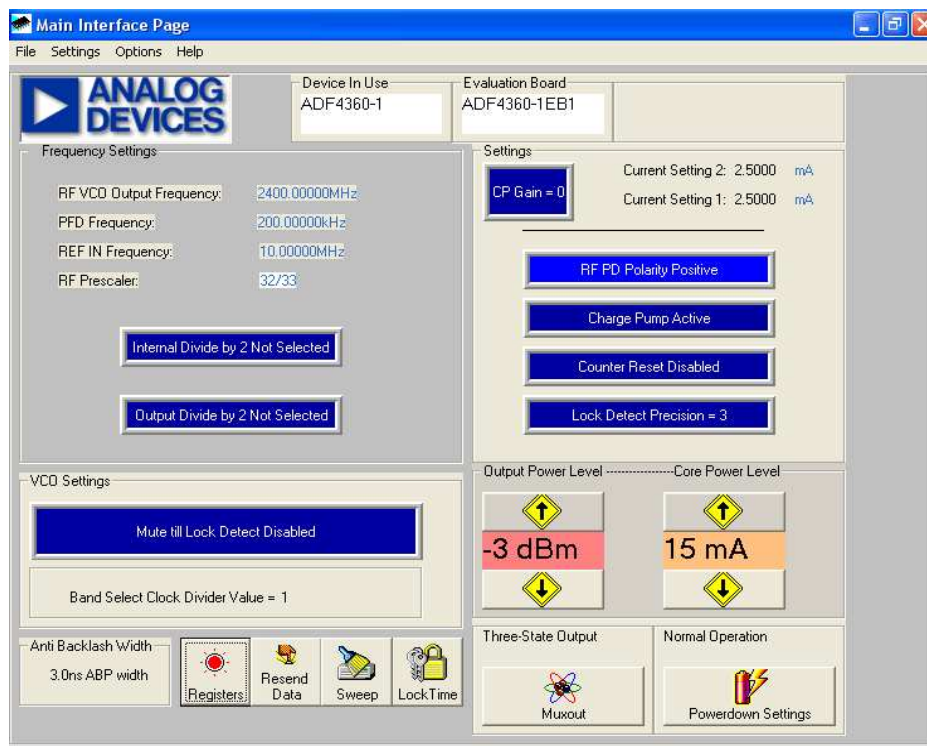 Main Interface Page
File Settings Options Help
ANALOG
DEVICES
Device In Use
ADF4360-1
Evaluation Board
ADF4360-1EB1
Frequency Settings
RF VCO Output Frequency: 2400.00000MHz
PFD Frequency: 200.00000kHz
REF IN Frequency: 10.00000MHz
RF Prescaler: 32/33
Internal Divide by 2 Not Selected
Output Divide by 2 Not Selected
Settings
CP Gain = 0
Current Setting 2: 2.5000 mA
Current Setting 1: 2.5000 mA
RF PD Polarity Positive
Charge Pump Active
Counter Reset Disabled
Lock Detect Precision = 3
VCO Settings
Mute till Lock Detect Disabled
Band Select Clock Divider Value = 1
Output Power Level -----------------Core Power Level
-3 dBm
15 mA
Anti Backlash Width
3.0ns ABP width
Registers
Resend
Data
Sweep
LockTime
Three-State Output
Muxout
Normal Operation
Powerdown Settings